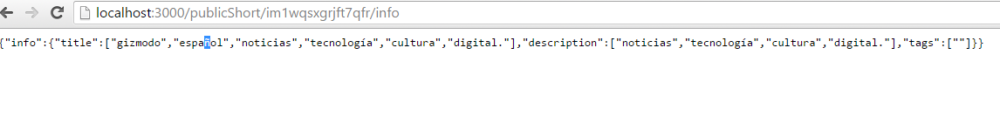 localhost:3000/publicShort/im1wqsxgrjft7qfr/info
{"info":{"title":["gizmodo","español","noticias","tecnología","cultura","digital."],"description":["noticias","tecnología","cultura","digital."],"tags":[""]}}